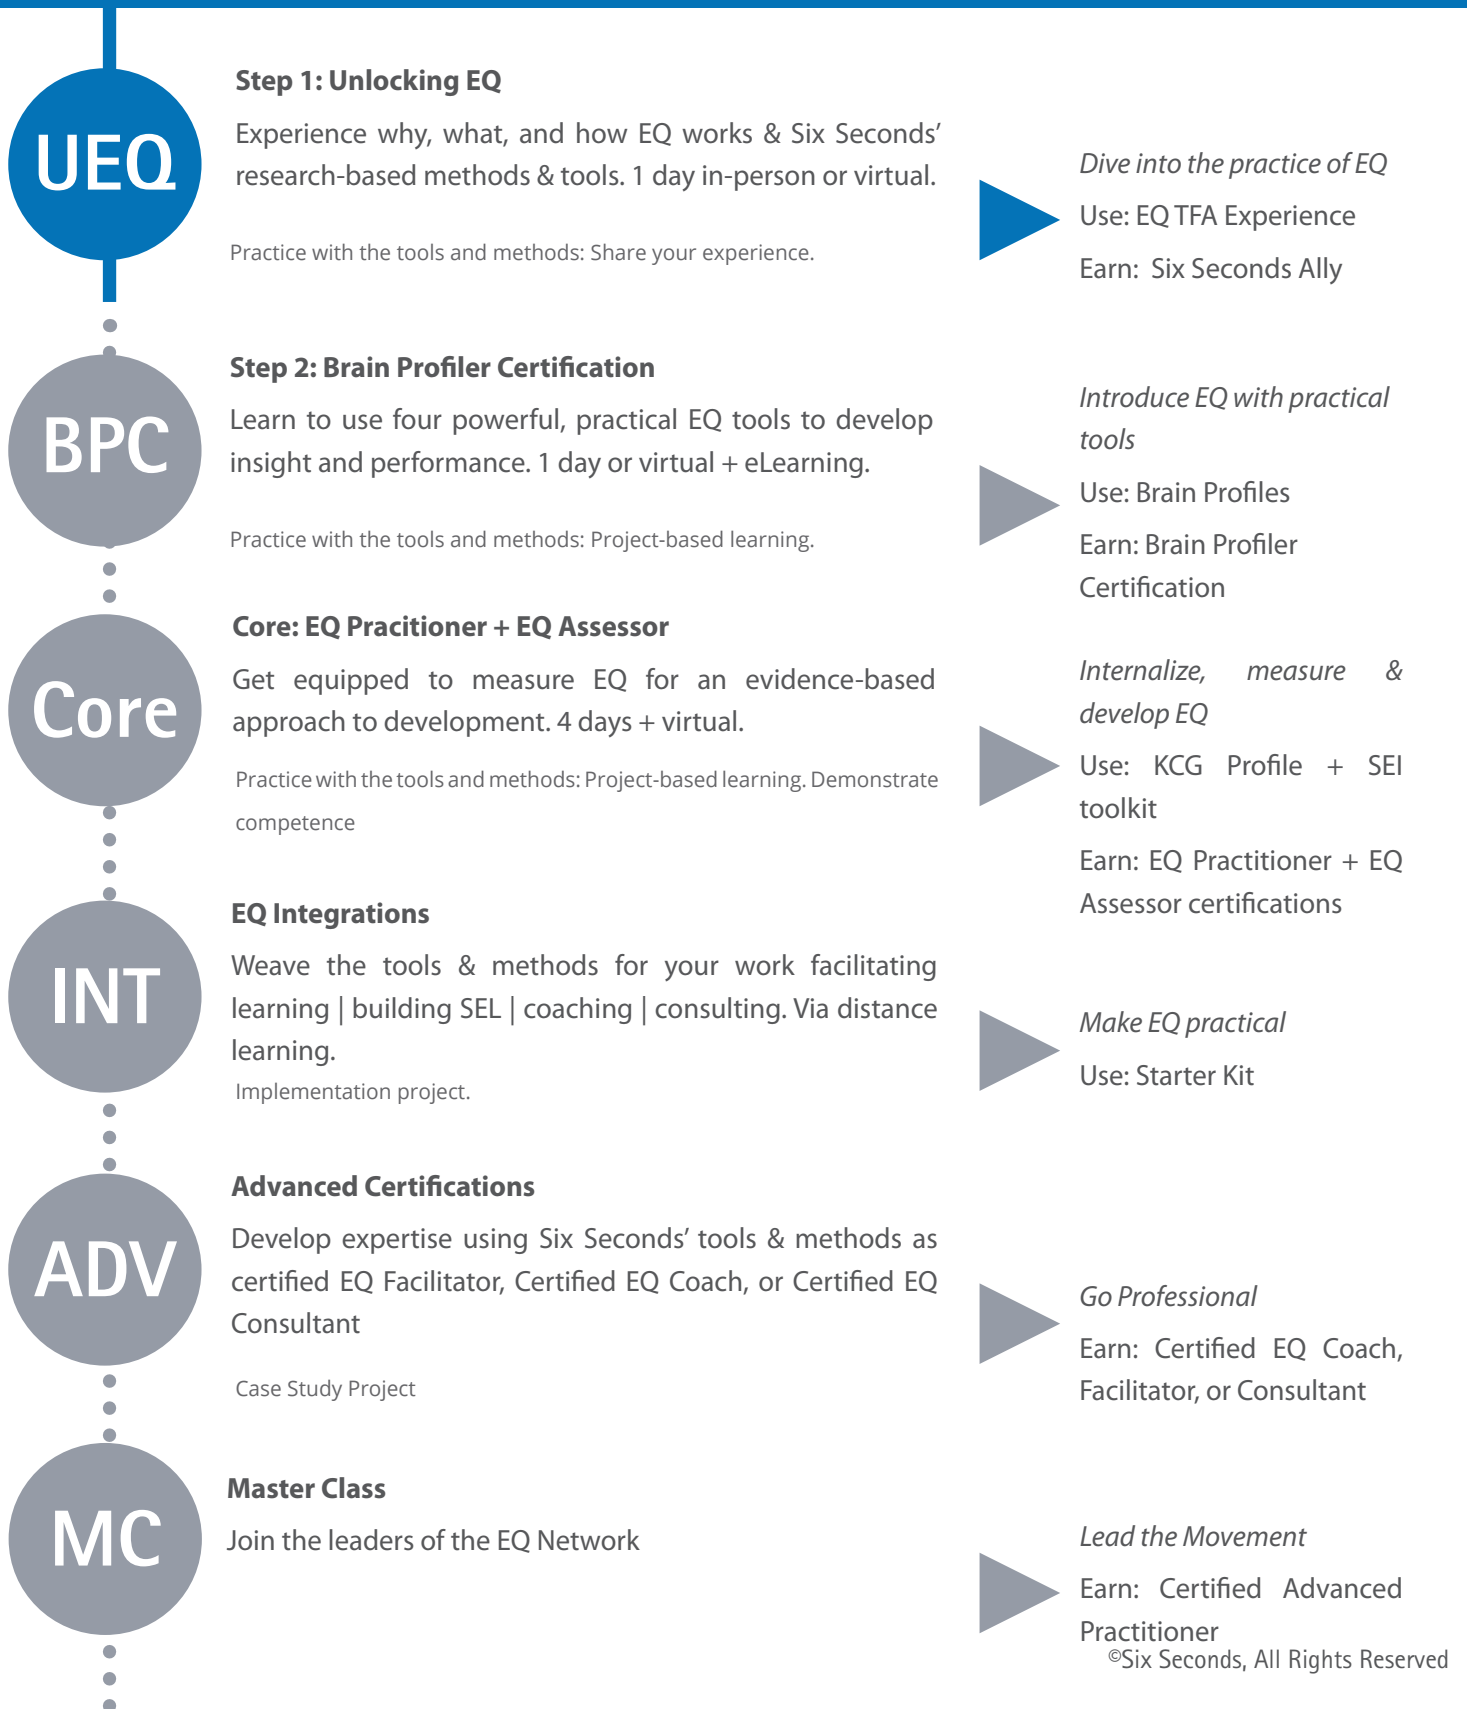 UEQ
Step 1: Unlocking EQ
Experience why, what, and how EQ works & Six Seconds’
research-based methods & tools. 1 day in-person or virtual.
Practice with the tools and methods: Share your experience.
Dive into the practice of EQ
Use: EQ TFA Experience
Earn: Six Seconds Ally
BPC
Step 2: Brain Profiler Certification
Learn to use four powerful, practical EQ tools to develop
insight and performance. 1 day or virtual + eLearning.
Practice with the tools and methods: Project-based learning.
Introduce EQ with practical
tools
Use: Brain Profiles
Earn: Brain Profiler
Certification
Core
Core: EQ Pracitioner + EQ Assessor
Get equipped to measure EQ for an evidence-based
approach to development. 4 days + virtual.
Practice with the tools and methods: Project-based learning. Demonstrate
competence
Internalize, measure &
develop EQ
Use: KCG Profile + SEI
toolkit
Earn: EQ Practitioner + EQ
Assessor certifications
INT
EQ Integrations
Weave the tools & methods for your work facilitating
learning | building SEL | coaching | consulting. Via distance
learning.
Implementation project.
Make EQ practical
Use: Starter Kit
ADV
Advanced Certifications
Develop expertise using Six Seconds’ tools & methods as
certified EQ Facilitator, Certified EQ Coach, or Certified EQ
Consultant
Case Study Project
Go Professional
Earn: Certified EQ Coach,
Facilitator, or Consultant
MC
Master Class
Join the leaders of the EQ Network
Lead the Movement
Earn: Certified Advanced
Practitioner
©Six Seconds, All Rights Reserved